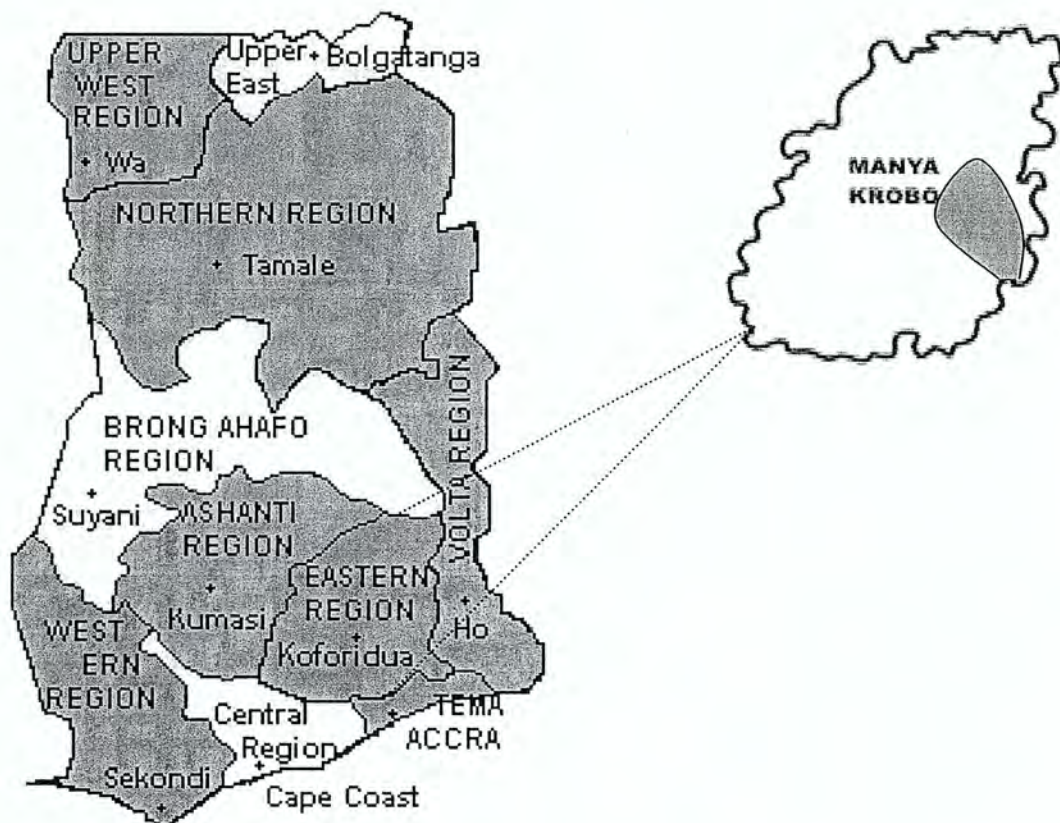 UPPER
WEST
REGION
Wa
Upper
East
Bolgatanga
MANYA
KROBO
NORTHERN REGION
Tamale
BRONG AHAFO
REGION
Suyani
VOLTA REGION
ASHANTI
REGION
Kumasi
EASTERN
REGION
Koforidua
Ho
WEST
ERN
REGION
Sekondi
Central
Region
Cape Coast
TEMA
ACCRA